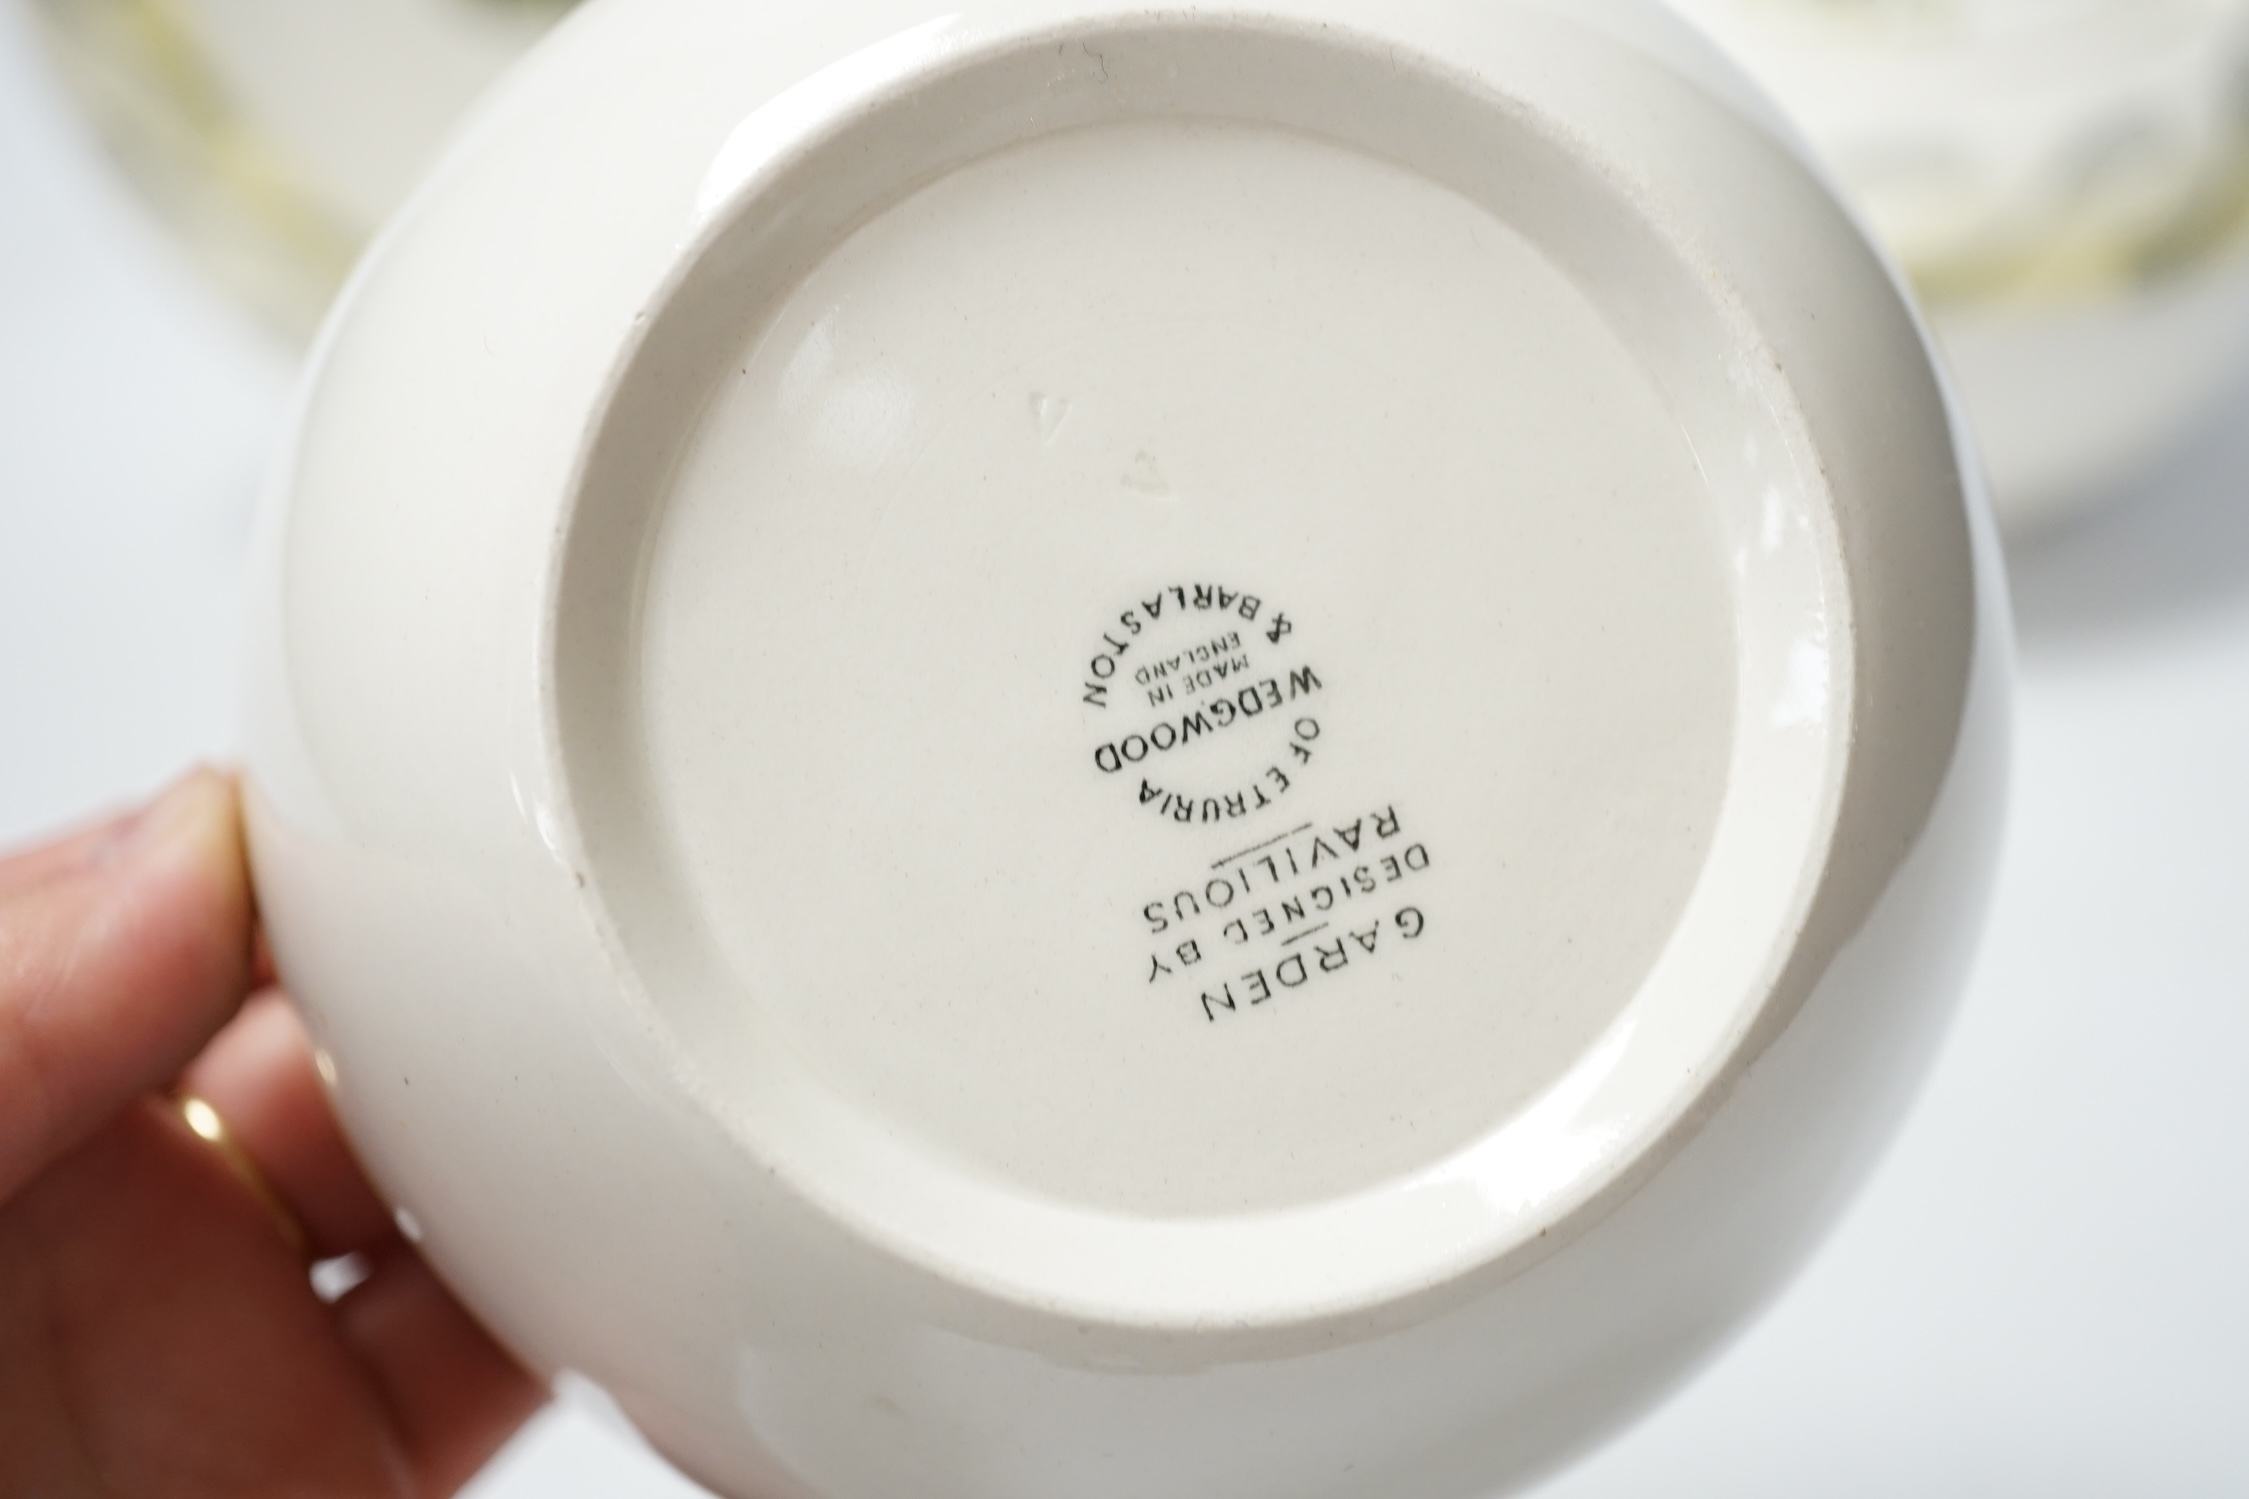 GARDEN
DESIGNED BY
RAVILIOUS
OF ETRURIA
WEDGWOOD
MADE IN
ENGLAND
& BARLASTON